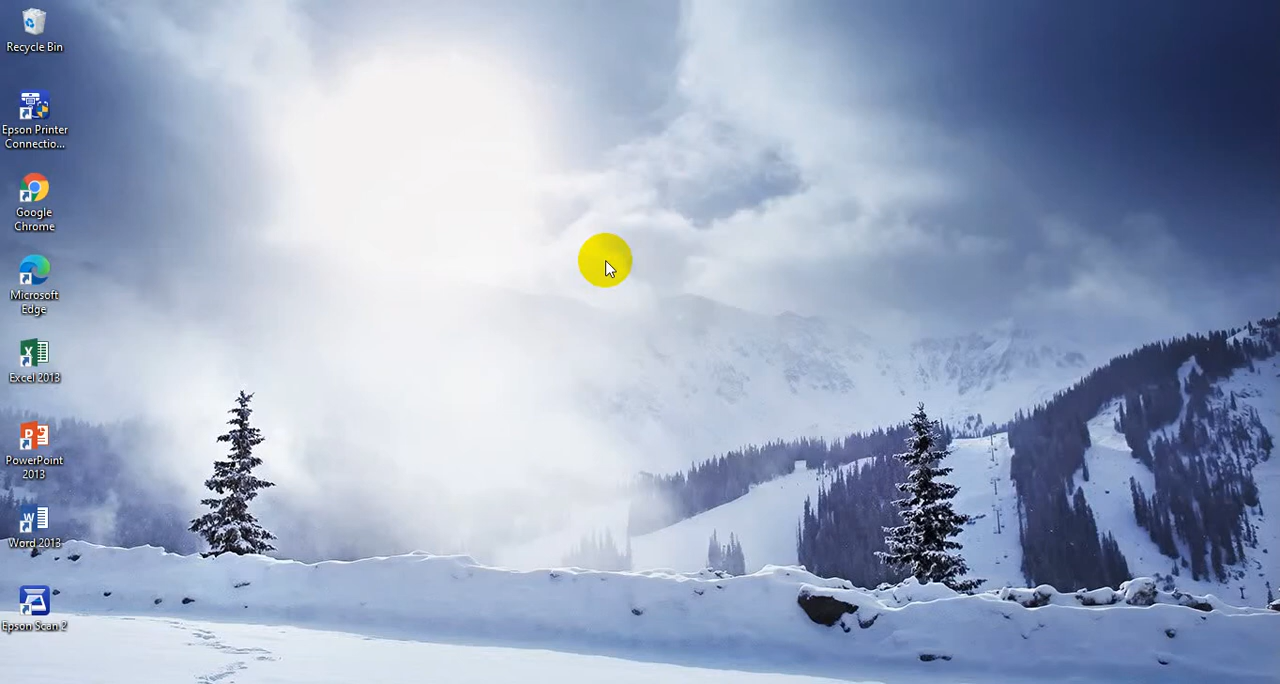 Recycle Bin
Epson Printer
Connectio...
Google
Chrome
Microsoft
Edge
Excel 2013
PowerPoint
2013
Word 2013
Epson Scan 2